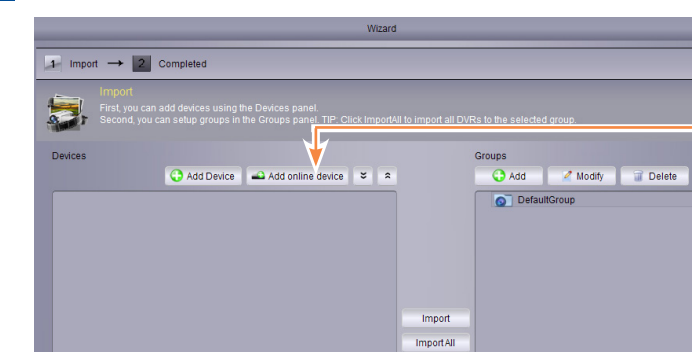 Wizard
1 Import → 2 Completed
Import
First, you can add devices using the Devices panel.
Second, you can setup groups in the Groups panel. TIP: Click ImportAll to import all DVRs to the selected group.
Devices
Groups
Add Device Add online device
Add Modify Delete
DefaultGroup
Import
Import All